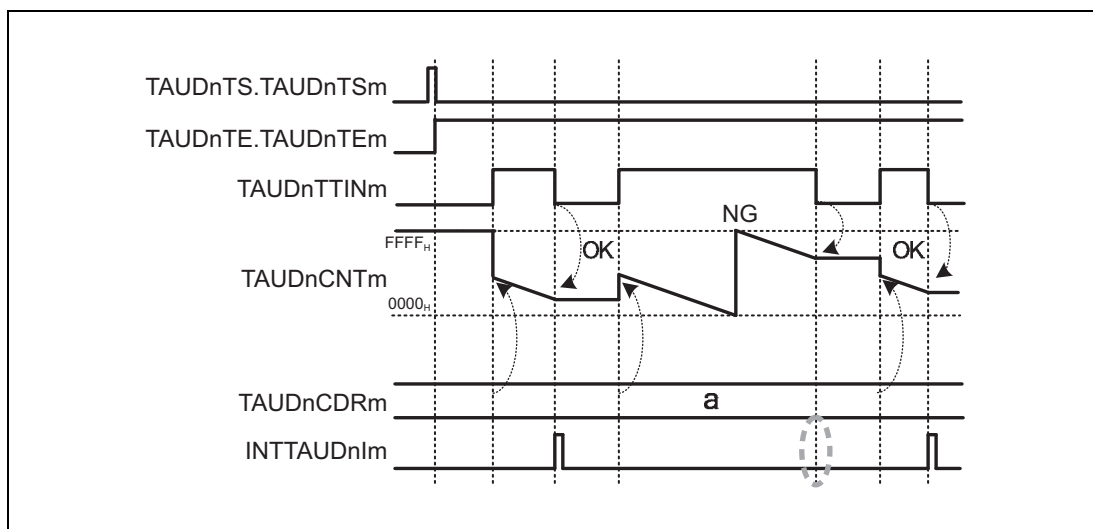 TAUDnTS.TAUDnTSm
TAUDnTE.TAUDnTEm
TAUDnTTINm
NG
FFFFH
OK
OK
TAUDnCNTm
0000H
TAUDnCDRm
a
INTTAUDnIm